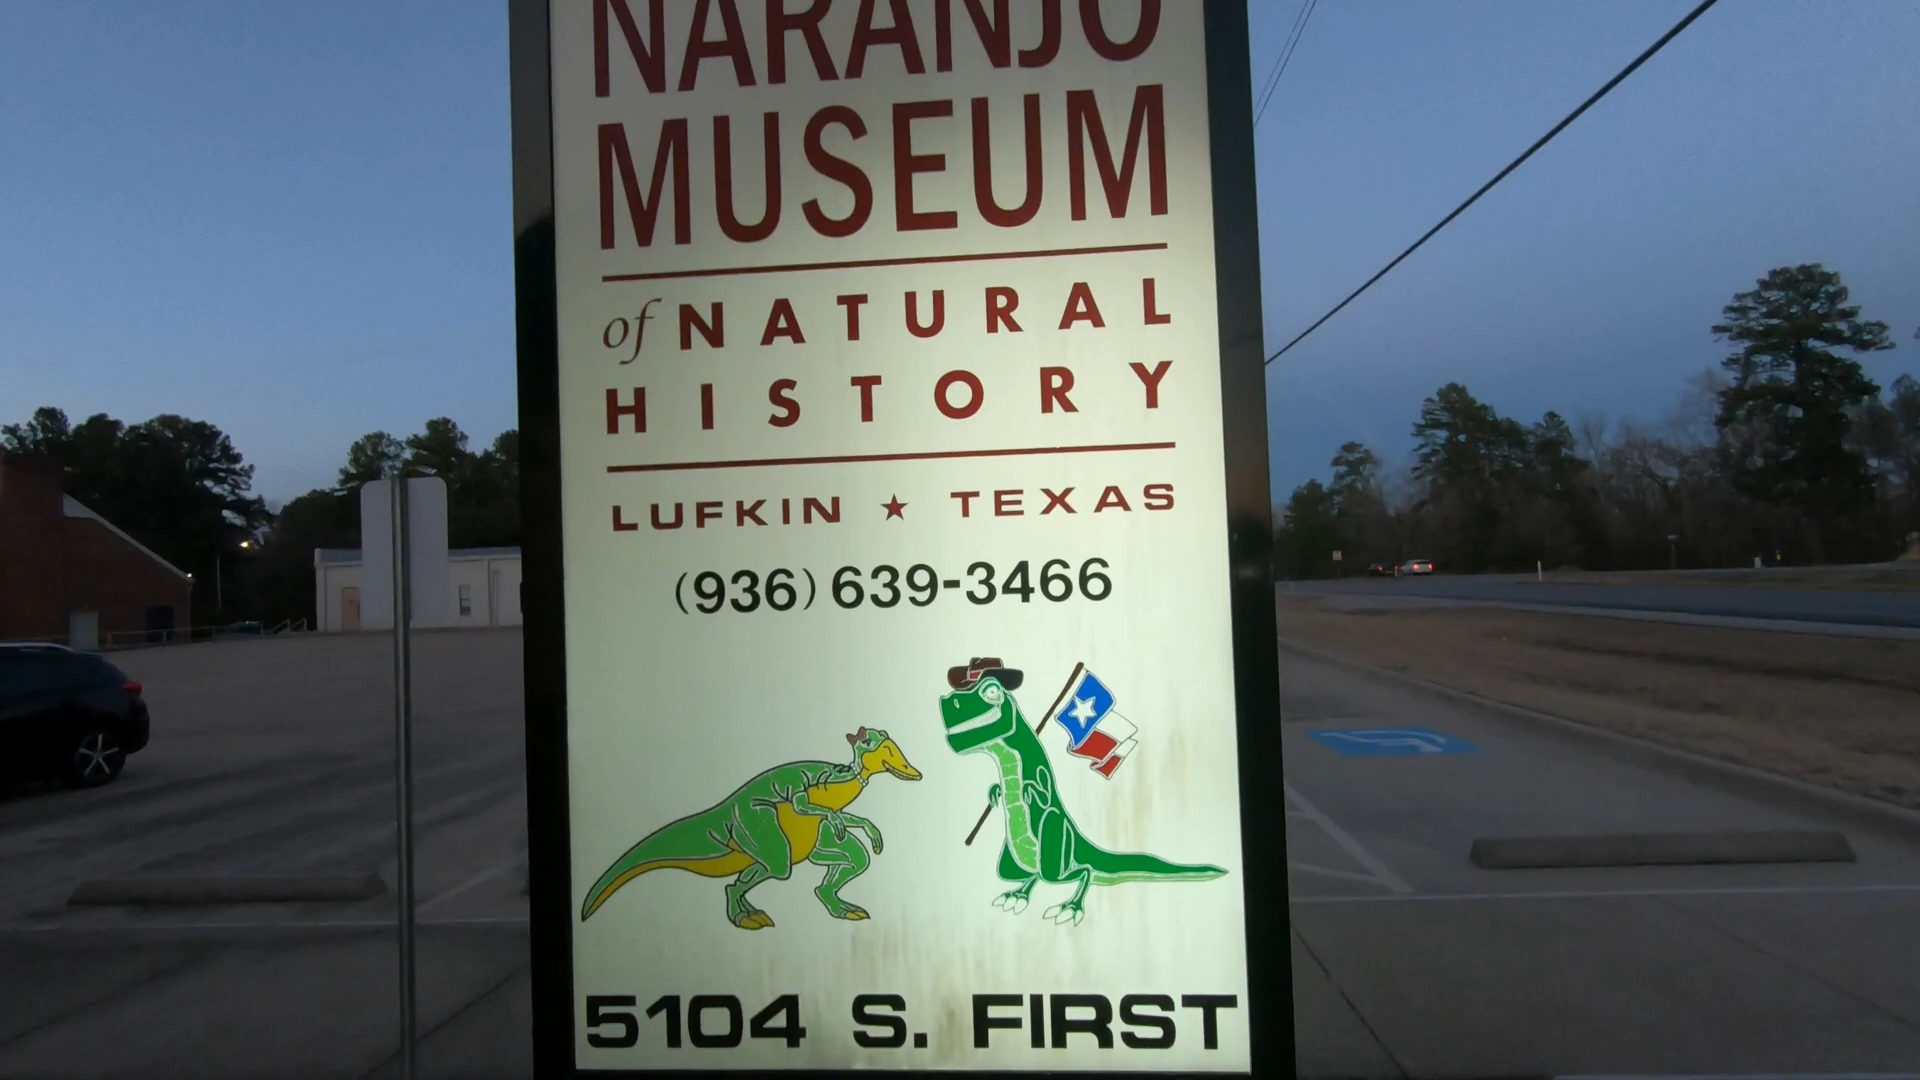 NARANJO
MUSEUM
of NATURAL
HISTORY
LUFKIN ★ TEXAS
(936) 639-3466
5104 S. FIRST